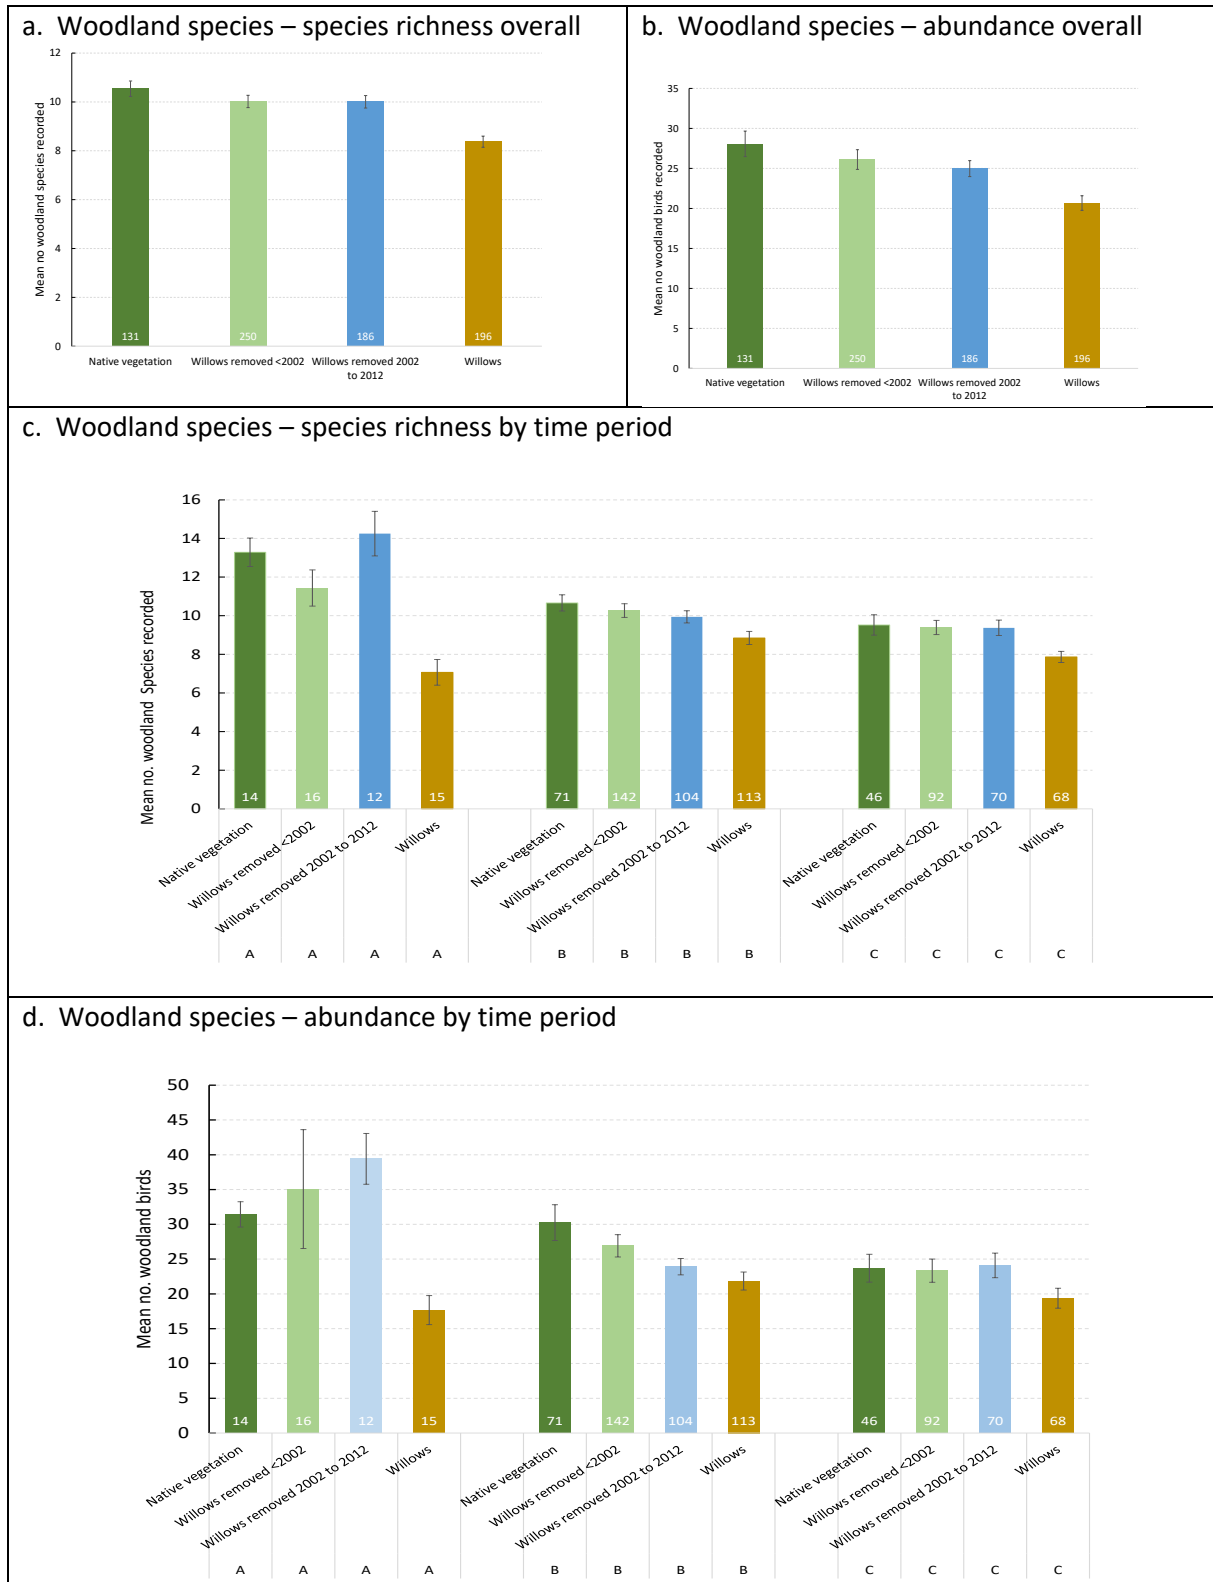 a. Woodland species – species richness overall
12
10
8
6
4
2
0
Mean no woodland species recorded
131
250
186
196
Native vegetation
Willows removed <2002
Willows removed 2002
to 2012
Willows
b. Woodland species – abundance overall
35
30
25
20
15
10
5
0
Mean no woodland birds recorded
131
250
186
196
Native vegetation
Willows removed <2002
Willows removed 2002
to 2012
Willows
c. Woodland species – species richness by time period
16
14
12
10
8
6
4
2
0
Mean no. woodland Species recorded
14
16
12
15
71
142
104
113
46
92
70
68
Native vegetation
Willows removed <2002
Willows removed 2002 to 2012
Willows
Native vegetation
Willows removed <2002
Willows removed 2002 to 2012
Willows
Native vegetation
Willows removed <2002
Willows removed 2002 to 2012
Willows
A A A A B B B B C C C C
d. Woodland species – abundance by time period
50
45
40
35
30
25
20
15
10
5
0
Mean no. woodland birds
14
16
12
15
71
142
104
113
46
92
70
68
Native vegetation
Willows removed <2002
Willows removed 2002 to 2012
Willows
Native vegetation
Willows removed <2002
Willows removed 2002 to 2012
Willows
Native vegetation
Willows removed <2002
Willows removed 2002 to 2012
Willows
A A A A B B B B C C C C